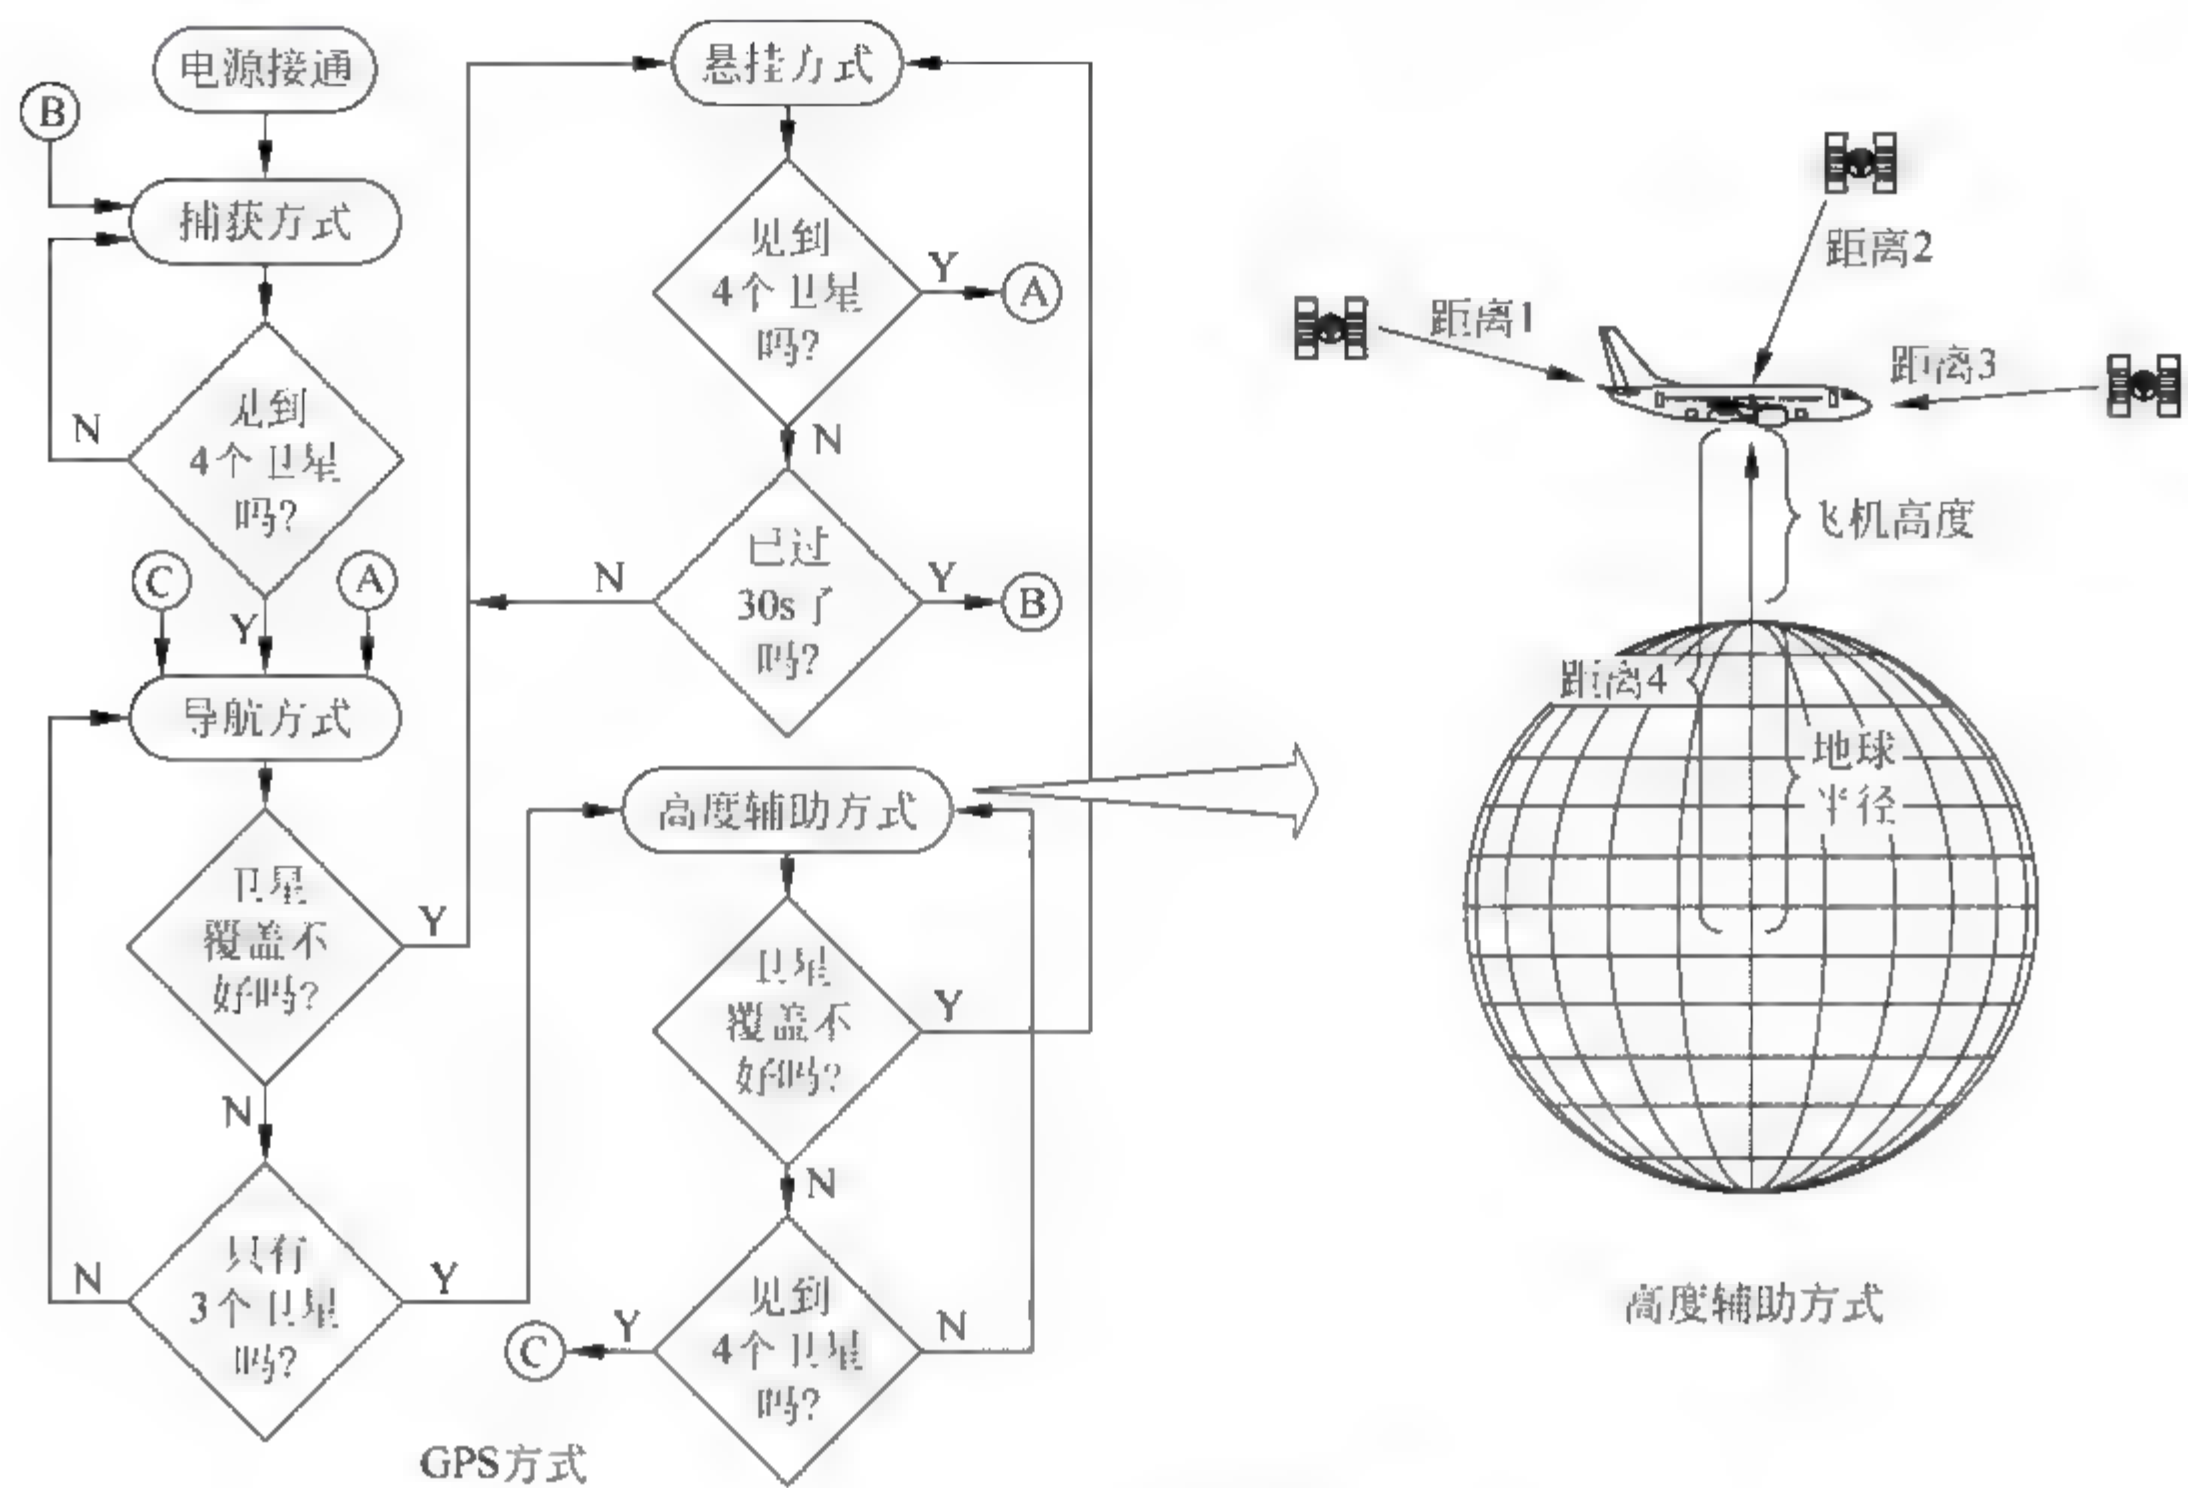 电源接通
B
捕获方式
见到
4个卫星
吗?
N
Y
C
A
导航方式
卫星
覆盖不
好吗?
Y
N
只有
3个卫星
吗?
N
Y
悬挂方式
见到
4个卫星
吗?
Y
A
N
已过
30s了
吗?
N
Y
B
高度辅助方式
卫星
覆盖不
好吗?
Y
N
见到
4个卫星
吗?
Y
C
N
GPS方式
距离2
距离1
距离3
飞机高度
距离4
地球
半径
高度辅助方式